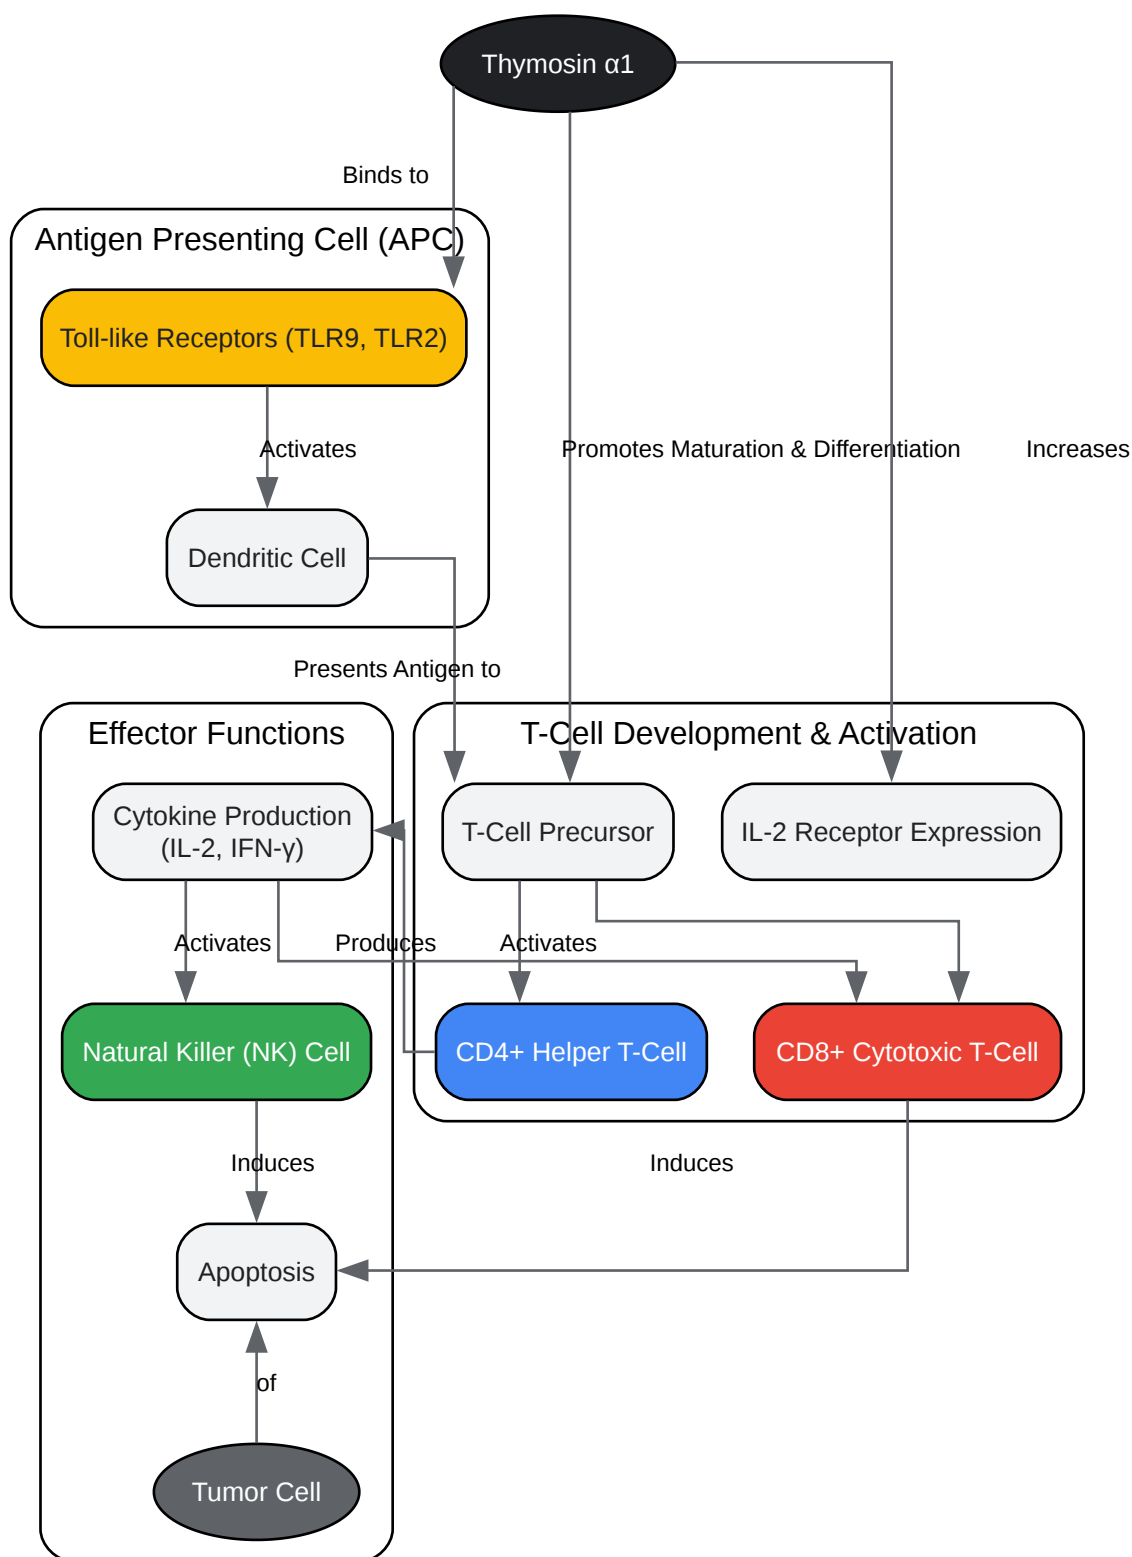 Thymosin α1
Binds to
Antigen Presenting Cell (APC)
Toll-like Receptors (TLR9, TLR2)
Activates
Promotes Maturation & Differentiation
Increases
Dendritic Cell
Presents Antigen to
Effector Functions
T-Cell Development & Activation
Cytokine Production
(IL-2, IFN-γ)
T-Cell Precursor
IL-2 Receptor Expression
Activates
Produces
Activates
Natural Killer (NK) Cell
CD4+ Helper T-Cell
CD8+ Cytotoxic T-Cell
Induces
Induces
Apoptosis
of
Tumor Cell